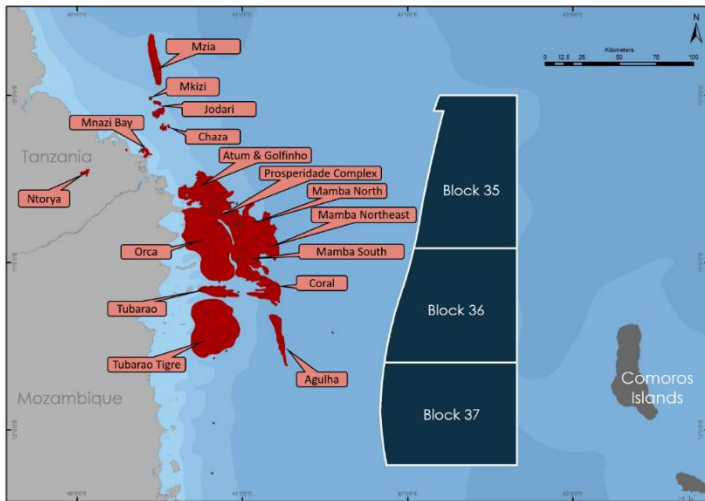 N
Kilometers
0 12.5 25 50 75 100
Mzia
Mkizi
Jodari
Mnazi Bay
Chaza
Tanzania
Atum & Golfinho
Prosperidade Complex
Ntorya
Mamba North
Mamba Northeast
Block 35
Orca
Mamba South
Coral
Tubarao
Block 36
Tubarao Tigre
Agulha
Comoros
Islands
Mozambique
Block 37